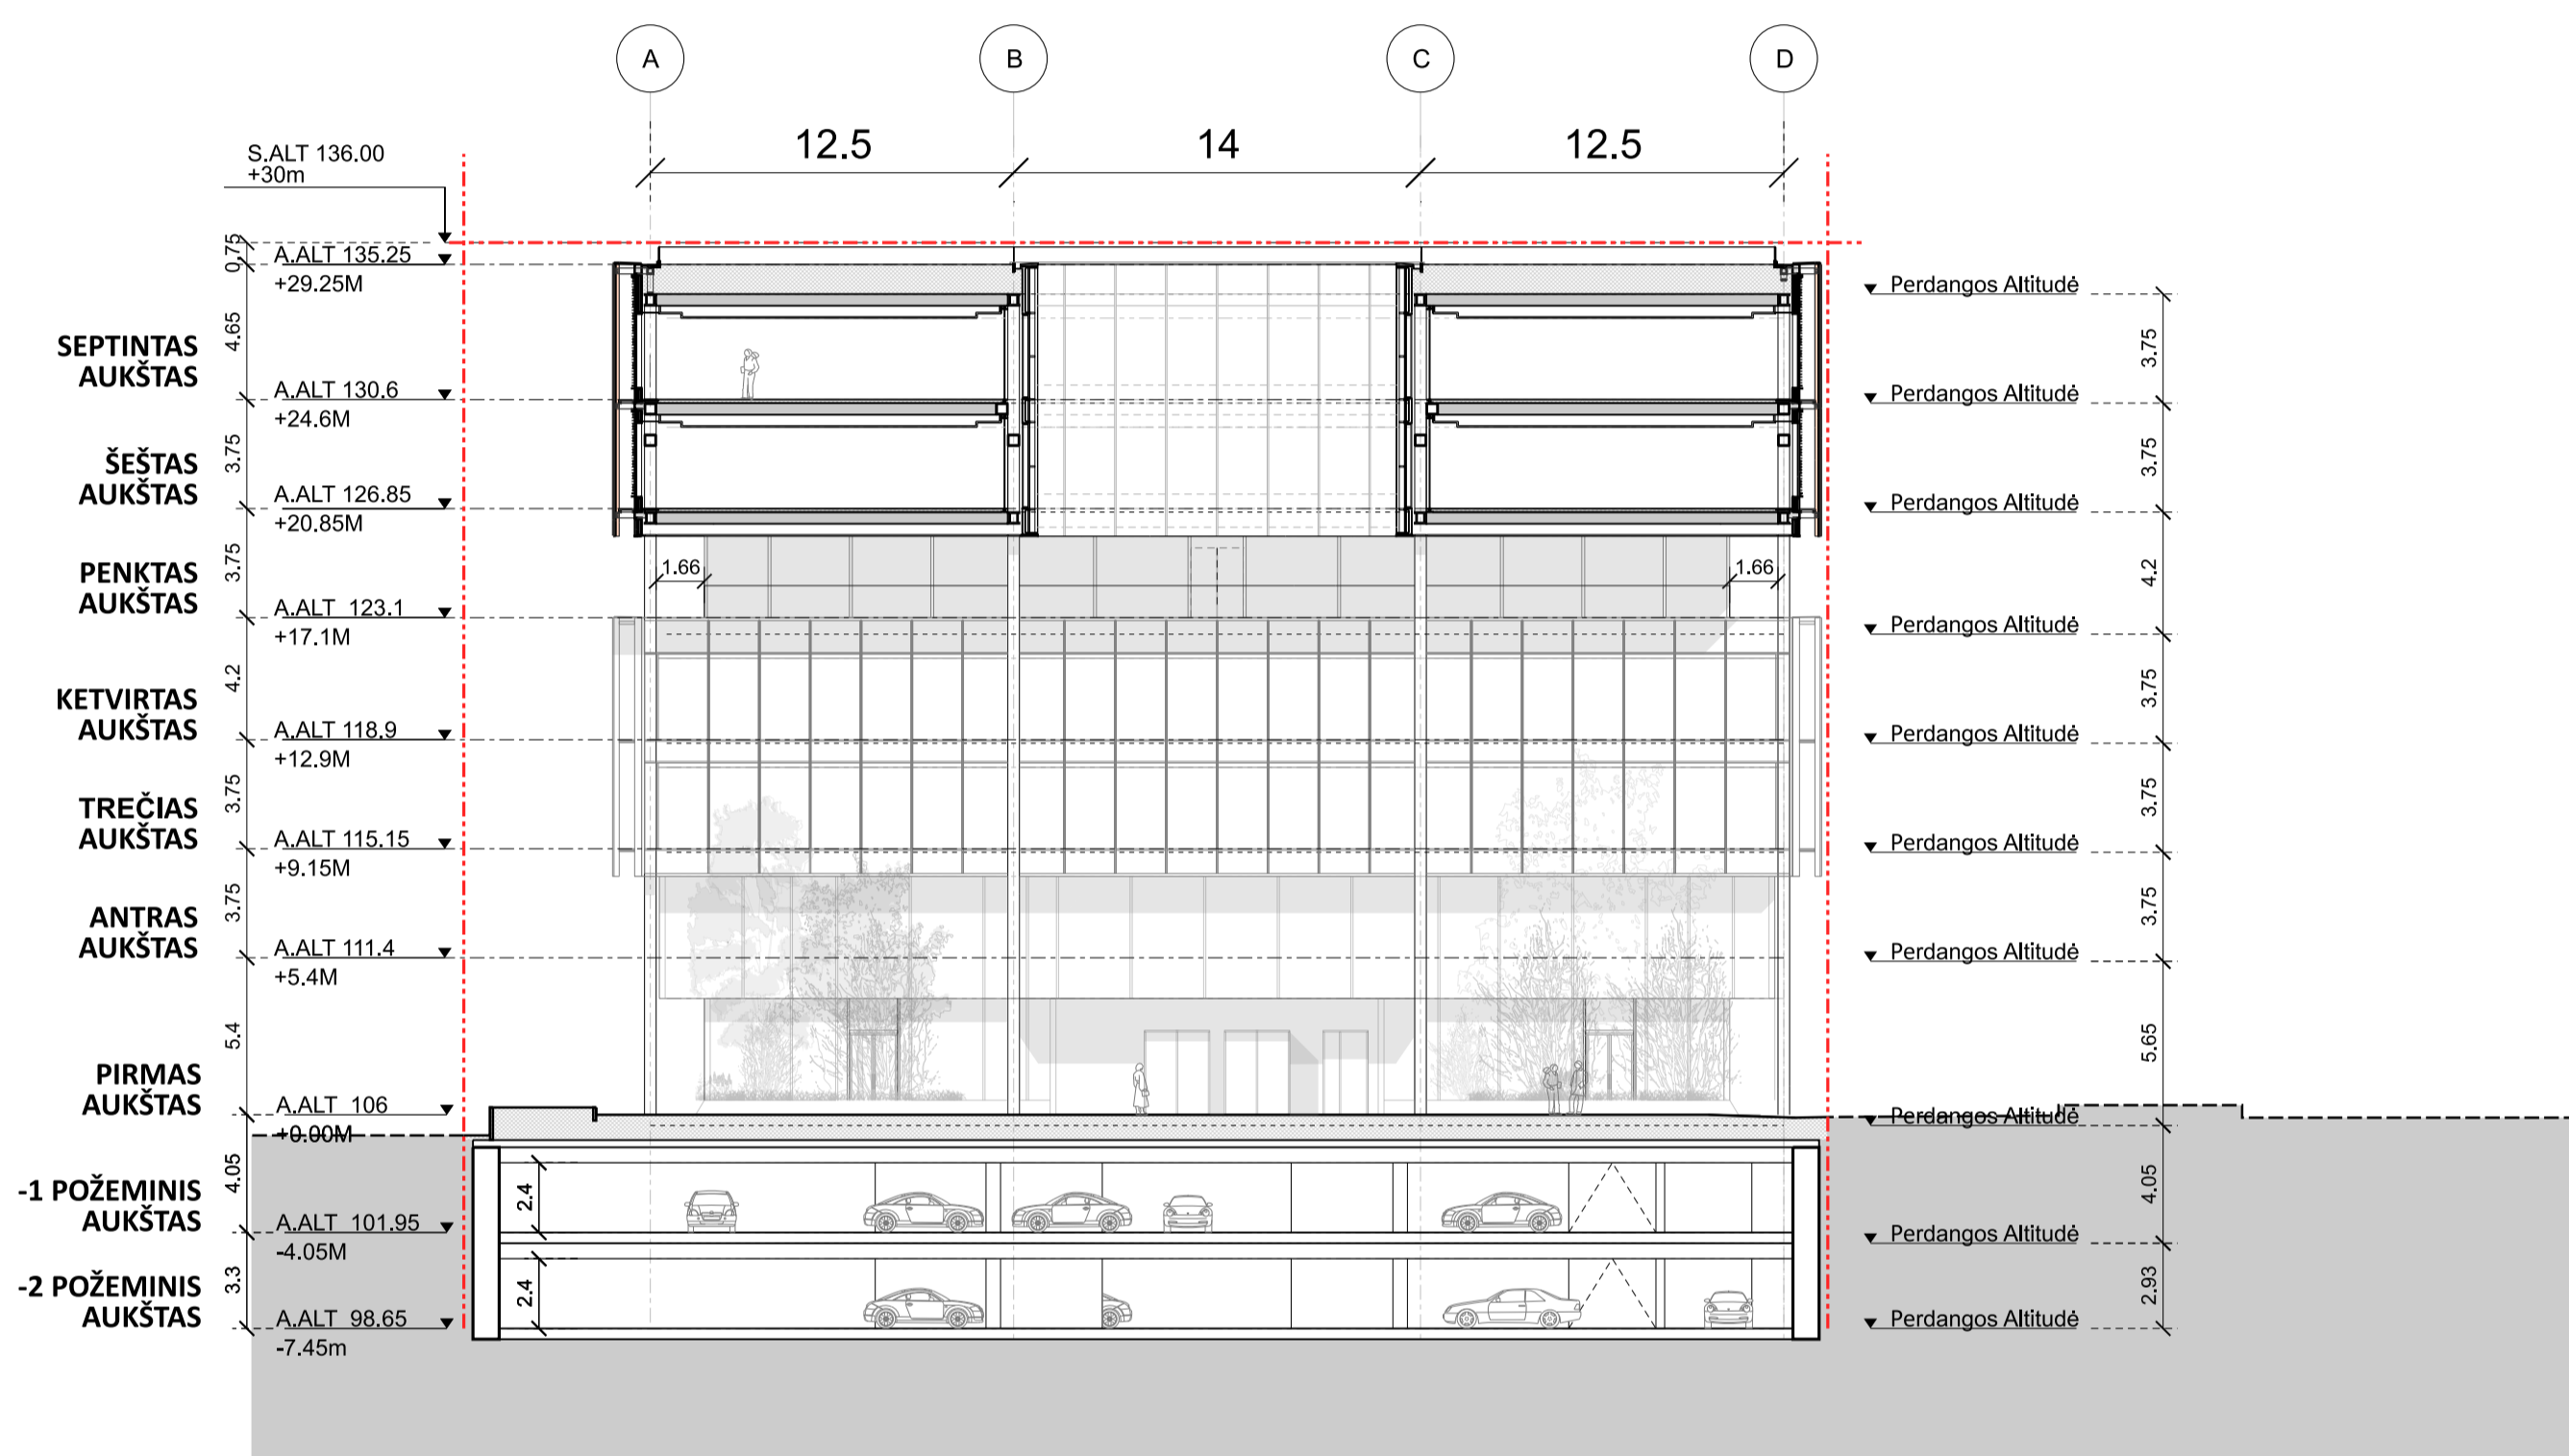 A
B
C
D
12.5
14
12.5
S.ALT 136.00
+30m
0.75
A.ALT 135.25
+29.25M
Perdangos Altitudė
4.65
3.75
SEPTINTAS
AUKŠTAS
A.ALT 130.6
+24.6M
Perdangos Altitudė
3.75
3.75
ŠEŠTAS
AUKŠTAS
A.ALT 126.85
+20.85M
Perdangos Altitudė
3.75
1.66
1.66
4.2
PENKTAS
AUKŠTAS
A.ALT 123.1
+17.1M
Perdangos Altitudė
4.2
3.75
KETVIRTAS
AUKŠTAS
A.ALT 118.9
+12.9M
Perdangos Altitudė
3.75
3.75
TREČIAS
AUKŠTAS
A.ALT 115.15
+9.15M
Perdangos Altitudė
3.75
3.75
ANTRAS
AUKŠTAS
A.ALT 111.4
+5.4M
Perdangos Altitudė
5.4
5.65
PIRMAS
AUKŠTAS
A.ALT 106
+0.00M
Perdangos Altitudė
4.05
2.4
4.05
-1 POŽEMINIS
AUKŠTAS
A.ALT 101.95
-4.05M
Perdangos Altitudė
3.3
2.4
2.93
-2 POŽEMINIS
AUKŠTAS
A.ALT 98.65
-7.45m
Perdangos Altitudė